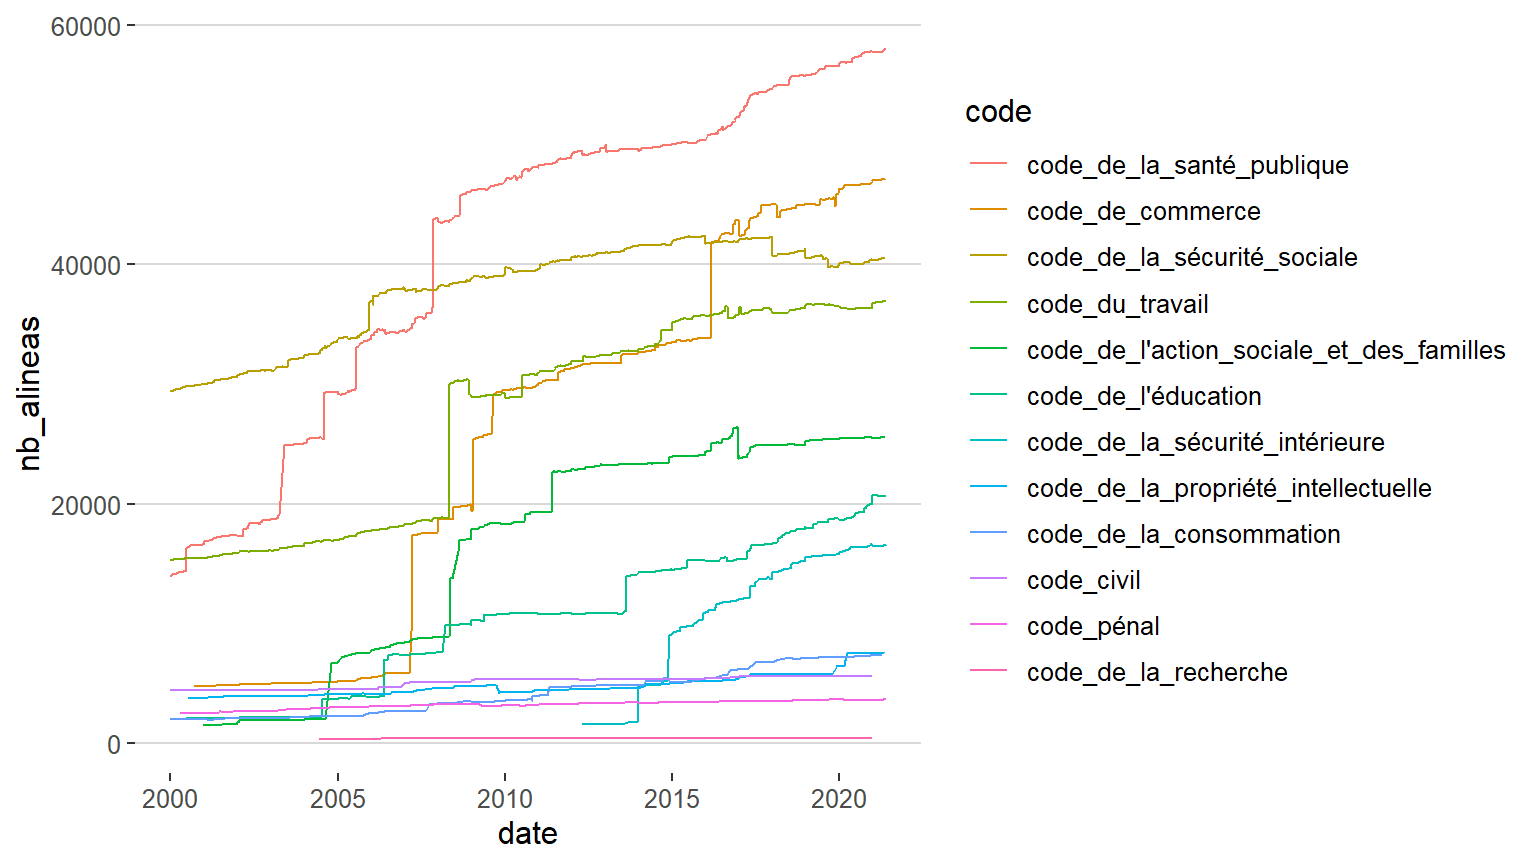 60000
40000
20000
0
nb_alineas
2000 2005 2010 2015 2020
date
code
code_de_la_santé_publique
code_de_commerce
code_de_la_sécurité_sociale
code_du_travail
code_de_l'action_sociale_et_des_familles
code_de_l'éducation
code_de_la_sécurité_intérieure
code_de_la_propriété_intellectuelle
code_de_la_consommation
code_civil
code_pénal
code_de_la_recherche